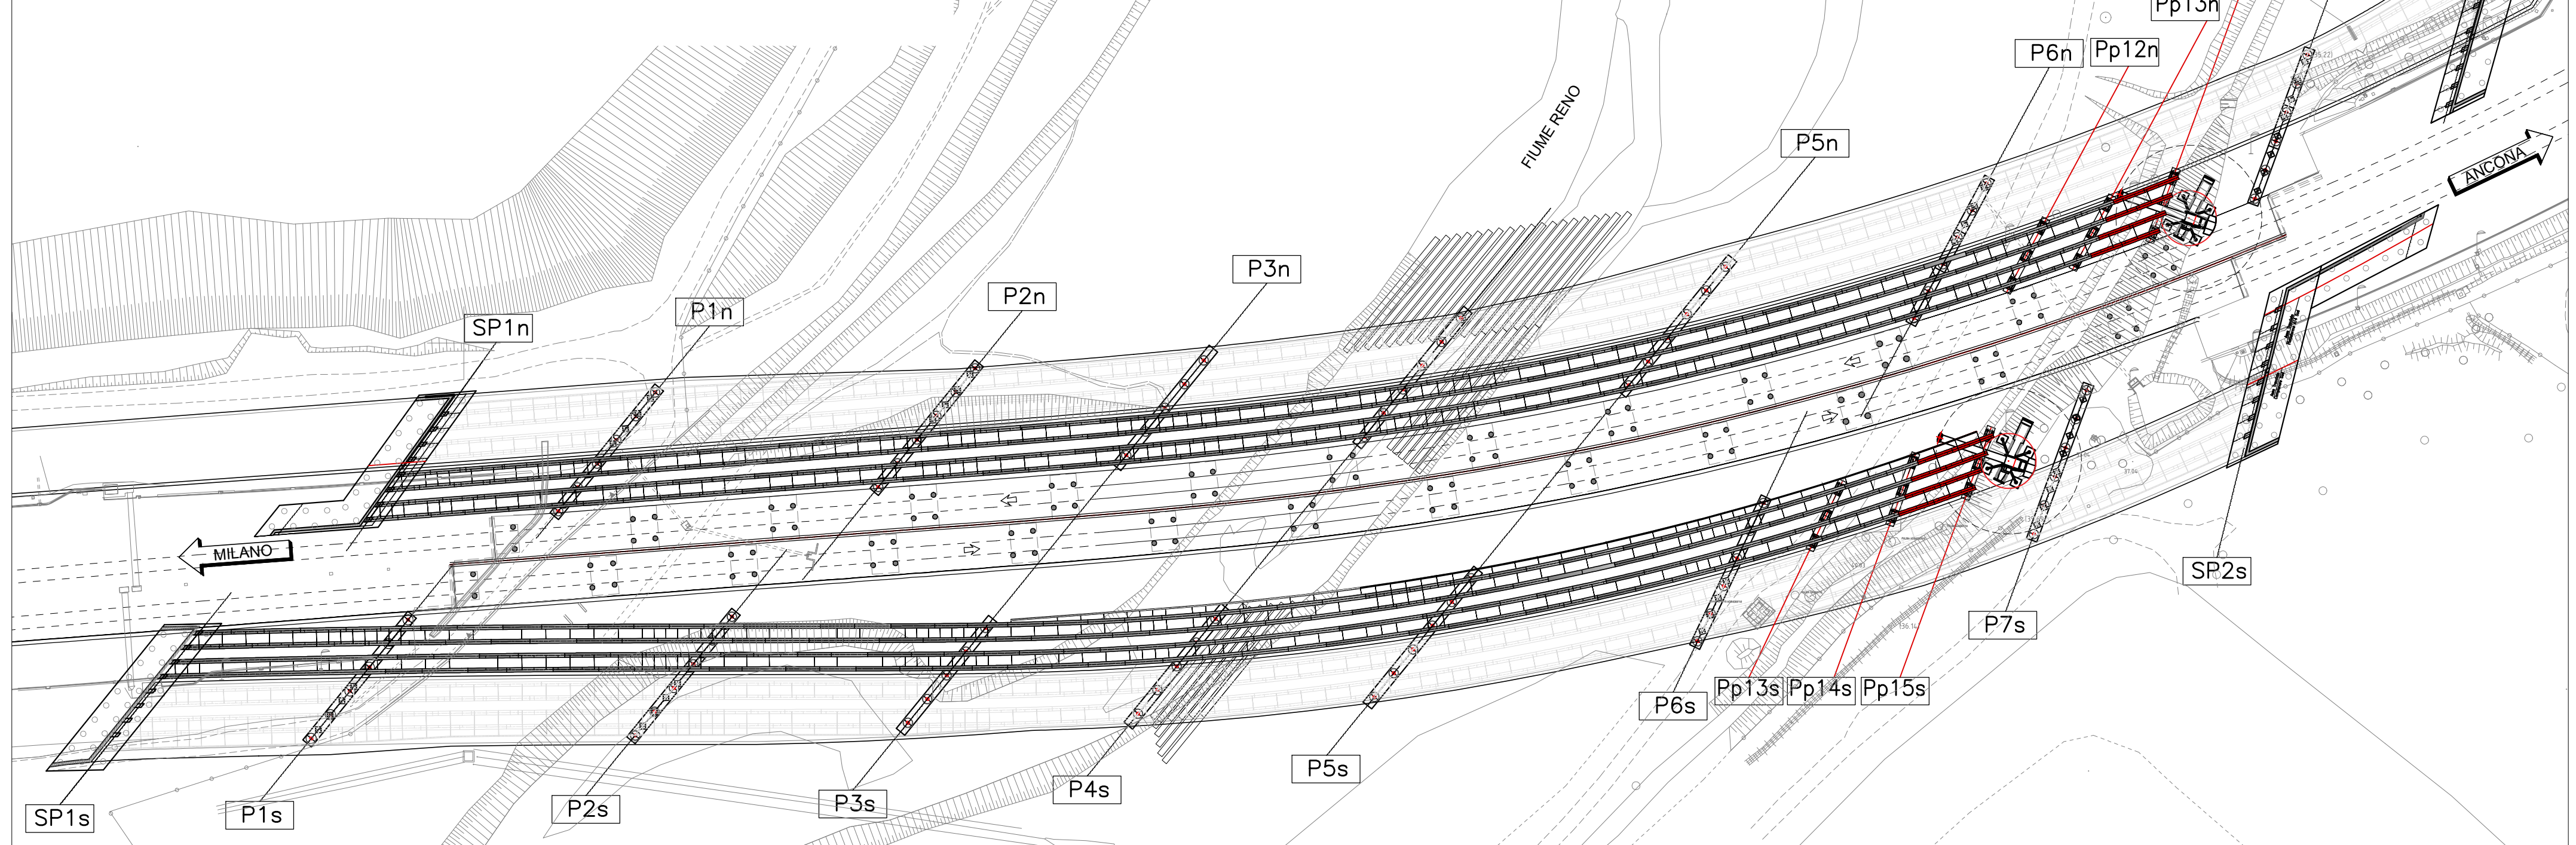 Pp13n
P6n
Pp12n
FIUME RENO
P5n
ANCONA
P3n
P2n
P1n
SP1n
MILANO
SP2s
P7s
Pp13s
Pp14s
Pp15s
P6s
P5s
P4s
P3s
P2s
P1s
SP1s